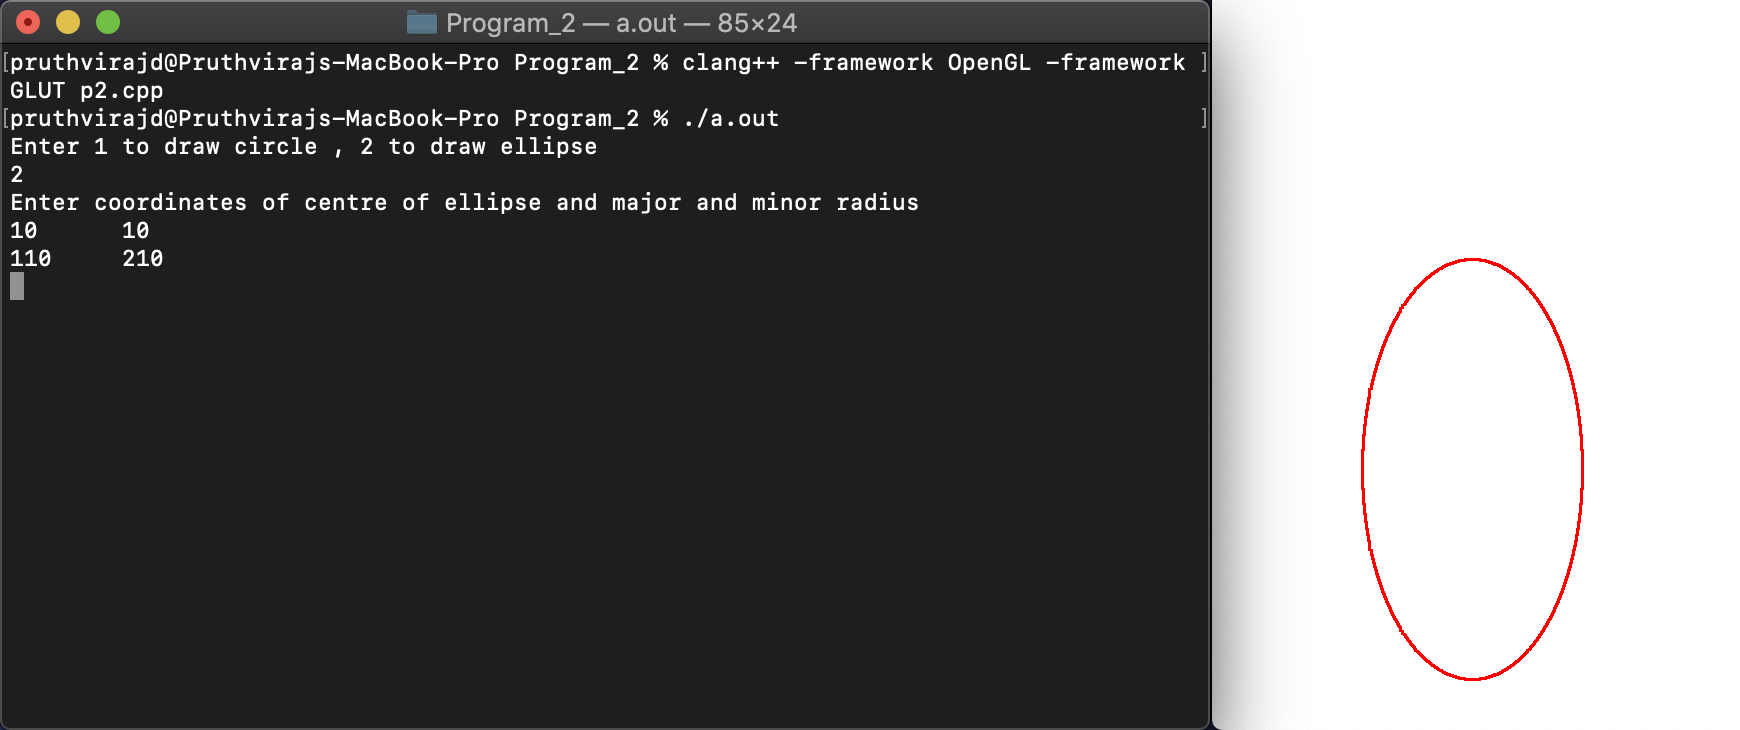 Program_2 — a.out — 85×24
[pruthvirajd@Pruthvirajs-MacBook-Pro Program_2 % clang++ -framework OpenGL -framework ]
GLUT p2.cpp
[pruthvirajd@Pruthvirajs-MacBook-Pro Program_2 % ./a.out ]
Enter 1 to draw circle , 2 to draw ellipse
2
Enter coordinates of centre of ellipse and major and minor radius
10      10
110     210